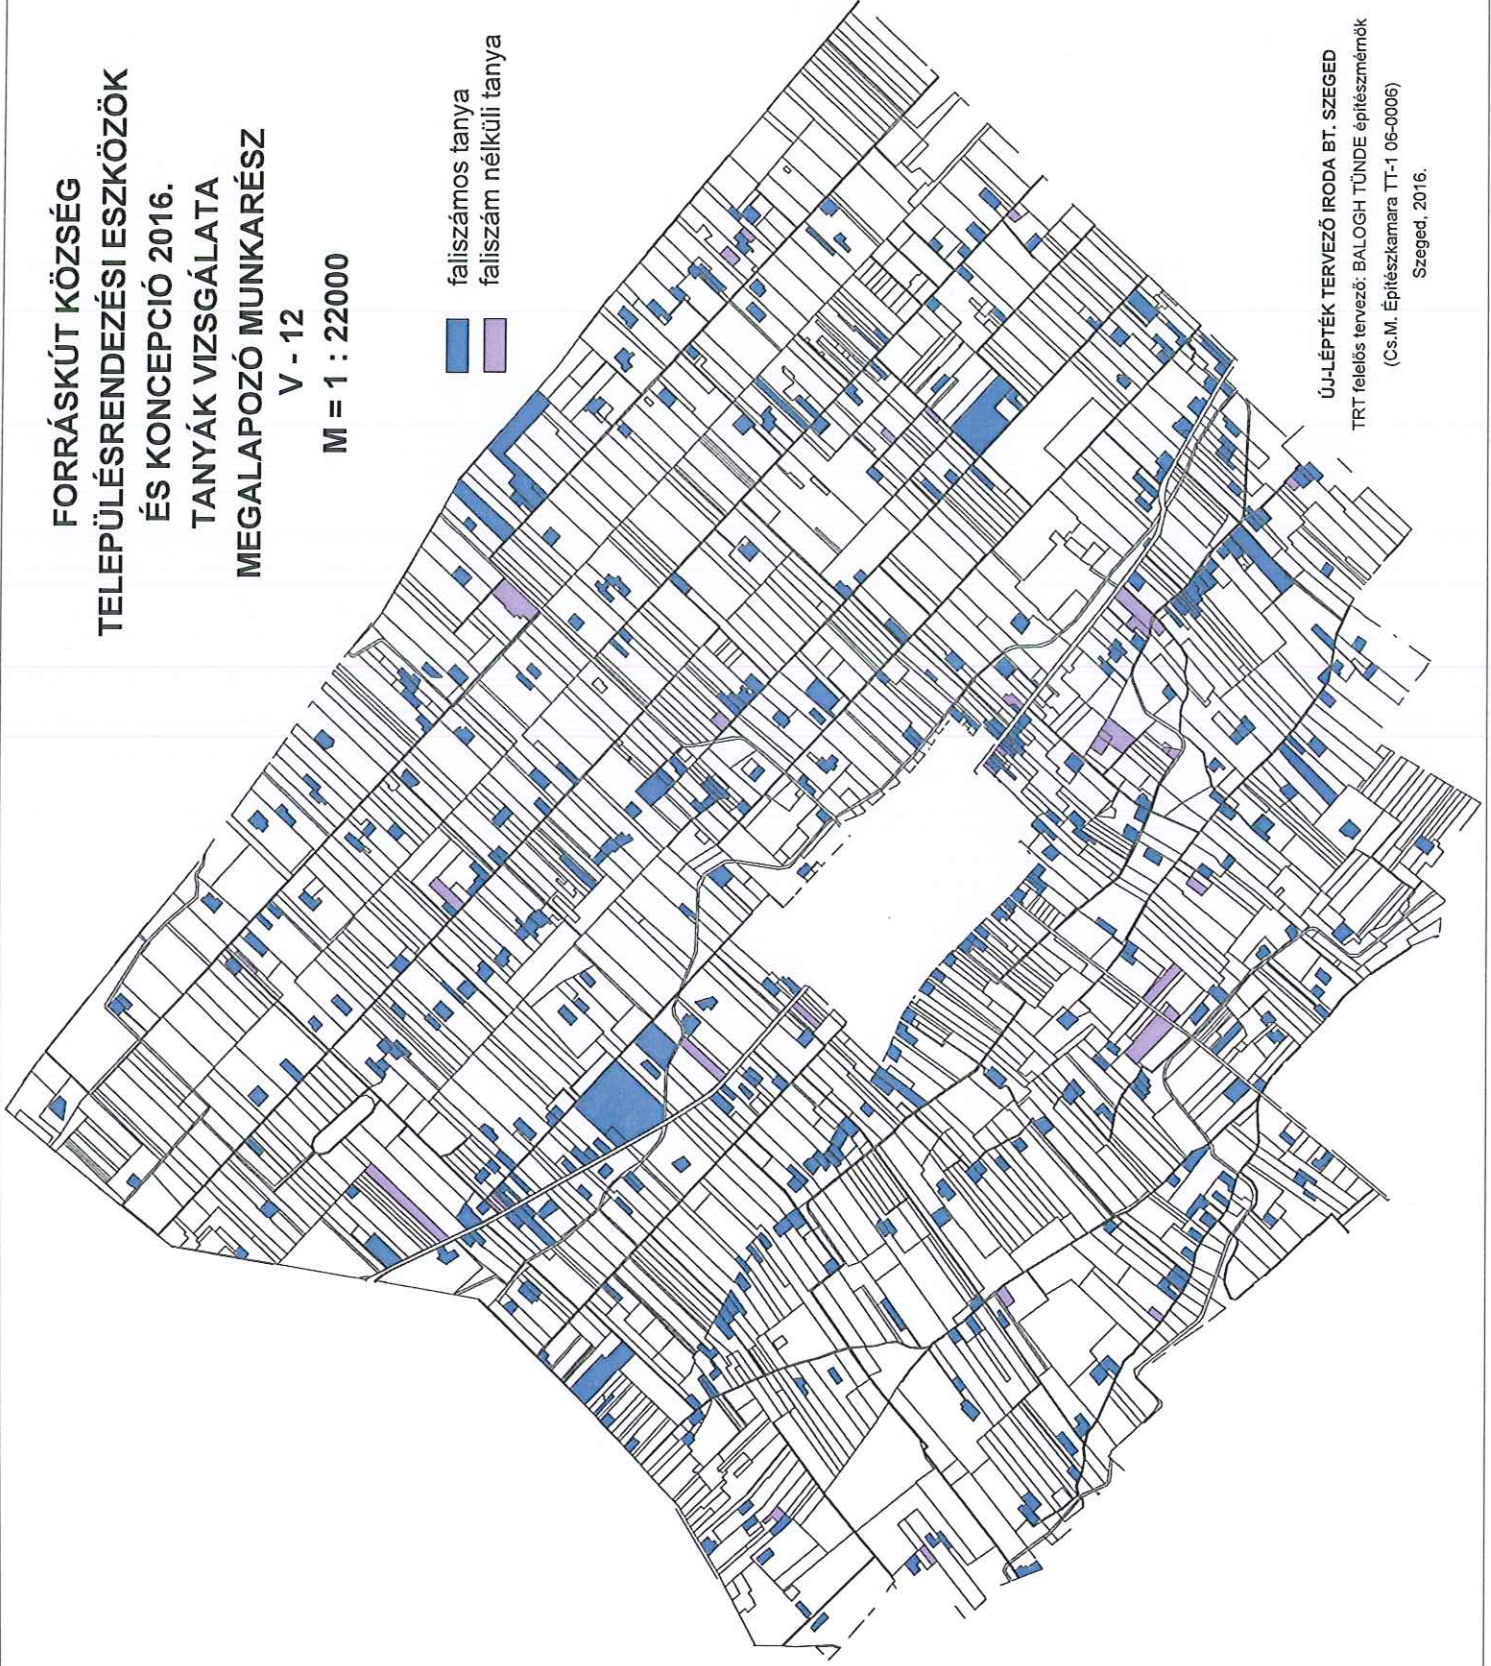 FORRÁSKÚT KÖZSÉG
TELEPÜLÉSRENDEZÉSI ESZKÖZÖK
ÉS KONCEPCIÓ 2016.
TANYÁK VIZSGÁLATA
MEGALAPOZÓ MUNKARÉSZ
V - 12
M = 1 : 22000
faliszámos tanya
faliszám nélküli tanya
ÚJ-LÉPTÉK TERVEZŐ IRODA BT. SZEGED
TRT felelős tervező: BALOGH TÜNDE építészmérnök
(Cs.M. Építészkamara TT-1 06-0006)
Szeged, 2016.